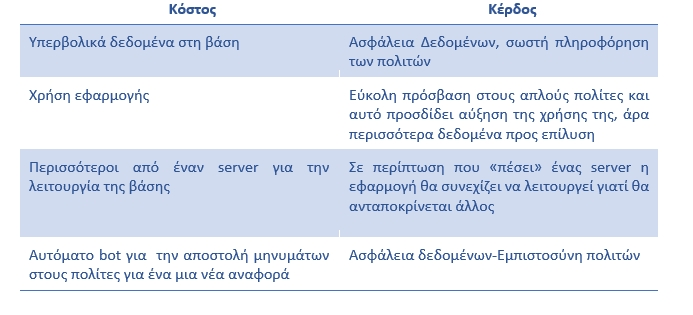 Κόστος Κέρδος
Υπερβολικά δεδομένα στη βάση Ασφάλεια Δεδομένων, σωστή πληροφόρηση
των πολιτών
Χρήση εφαρμογής Εύκολη πρόσβαση στους απλούς πολίτες και
αυτό προσδίδει αύξηση της χρήσης της, άρα
περισσότερα δεδομένα προς επίλυση
Περισσότεροι από έναν server για την Σε περίπτωση που «πέσει» ένας server η
λειτουργία της βάσης εφαρμογή θα συνεχίζει να λειτουργεί γιατί θα
ανταποκρίνεται άλλος
Αυτόματο bot για την αποστολή μηνυμάτων Ασφάλεια δεδομένων-Εμπιστοσύνη πολιτών
στους πολίτες για ένα μια νέα αναφορά